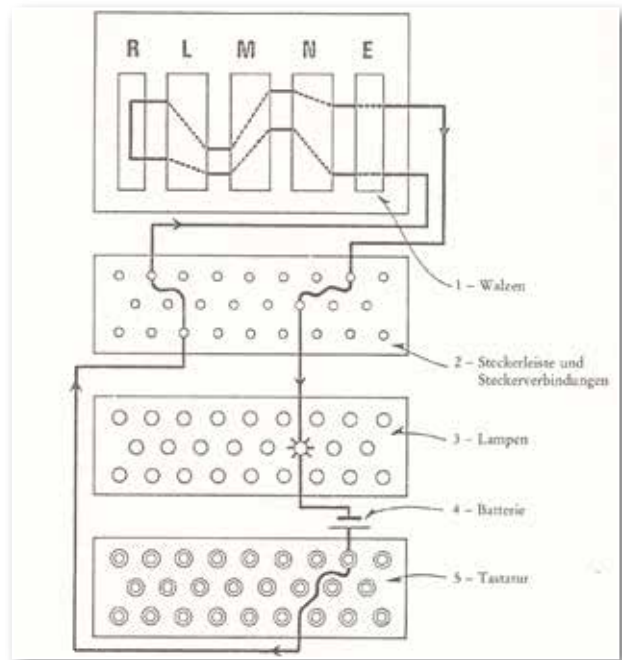 R L M N E
1 – Walzen
2 – Steckerleiste und
Steckerverbindungen
3 – Lampen
4 – Batterie
5 – Tastatur